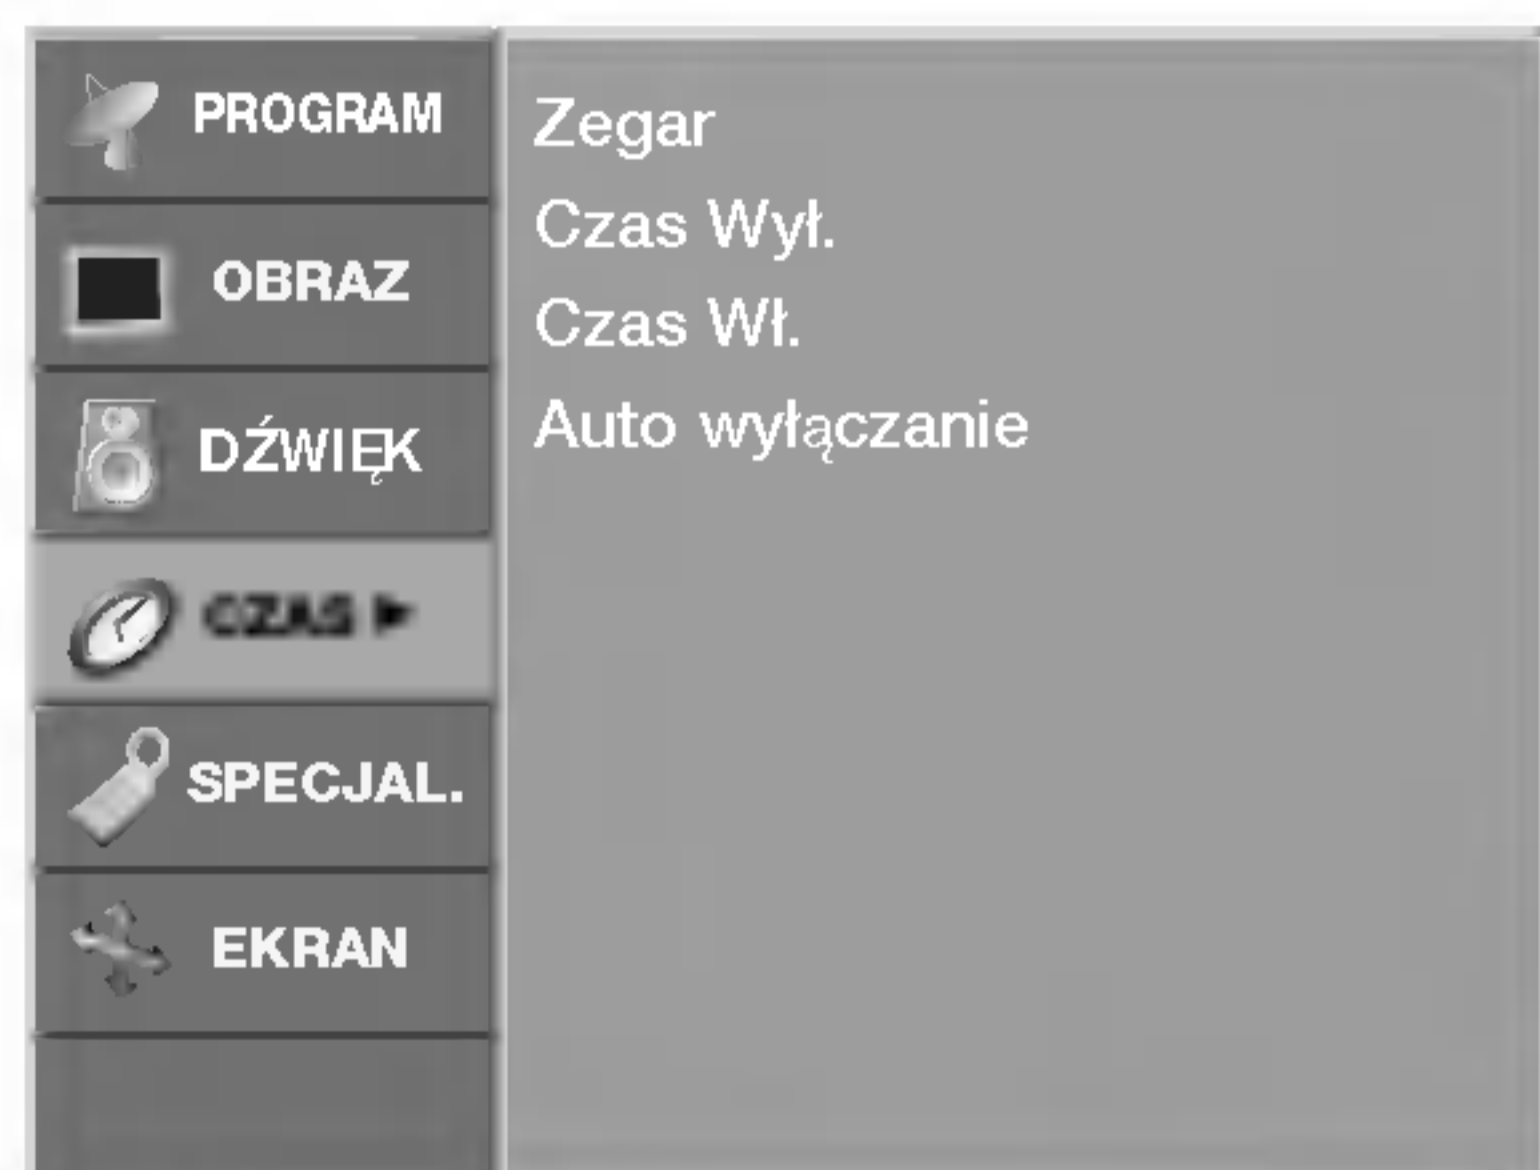 PROGRAM
OBRAZ
DŹWIĘK
CZAS ►
SPECJAL.
EKRAN
Zegar
Czas Wył.
Czas Wł.
Auto wyłączanie